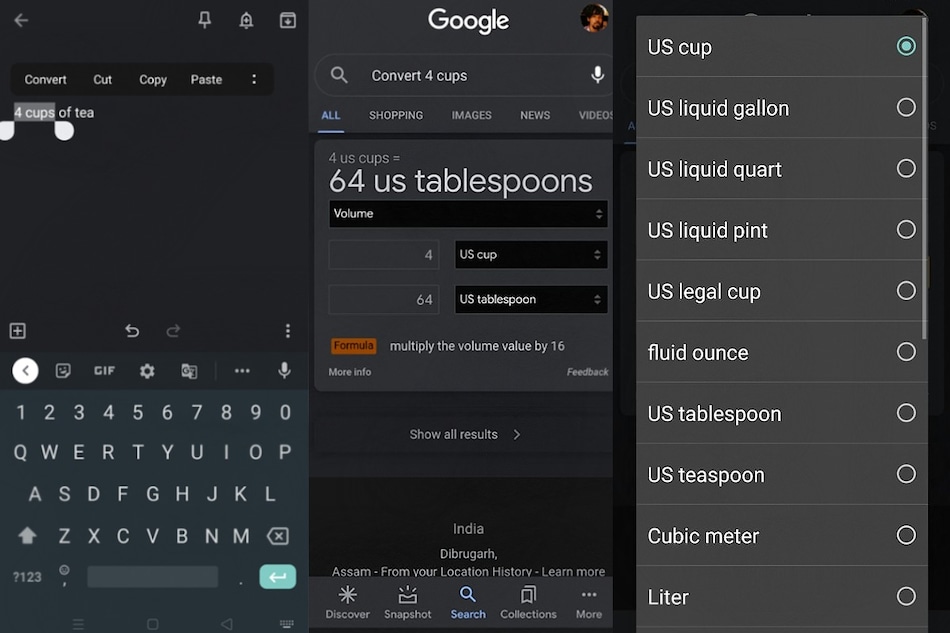 Convert Cut Copy Paste
4 cups of tea
GIF
1 2 3 4 5 6 7 8 9 0
Q W E R T Y U I O P
A S D F G H J K L
Z X C V B N M
?123 , .
Google
Convert 4 cups
ALL SHOPPING IMAGES NEWS VIDEOS
4 us cups =
64 us tablespoons
Volume
4 US cup
64 US tablespoon
Formula multiply the volume value by 16
More info Feedback
Show all results
India
Dibrugarh,
Assam - From your Location History - Learn more
Discover Snapshot Search Collections More
US cup
US liquid gallon
US liquid quart
US liquid pint
US legal cup
fluid ounce
US tablespoon
US teaspoon
Cubic meter
Liter